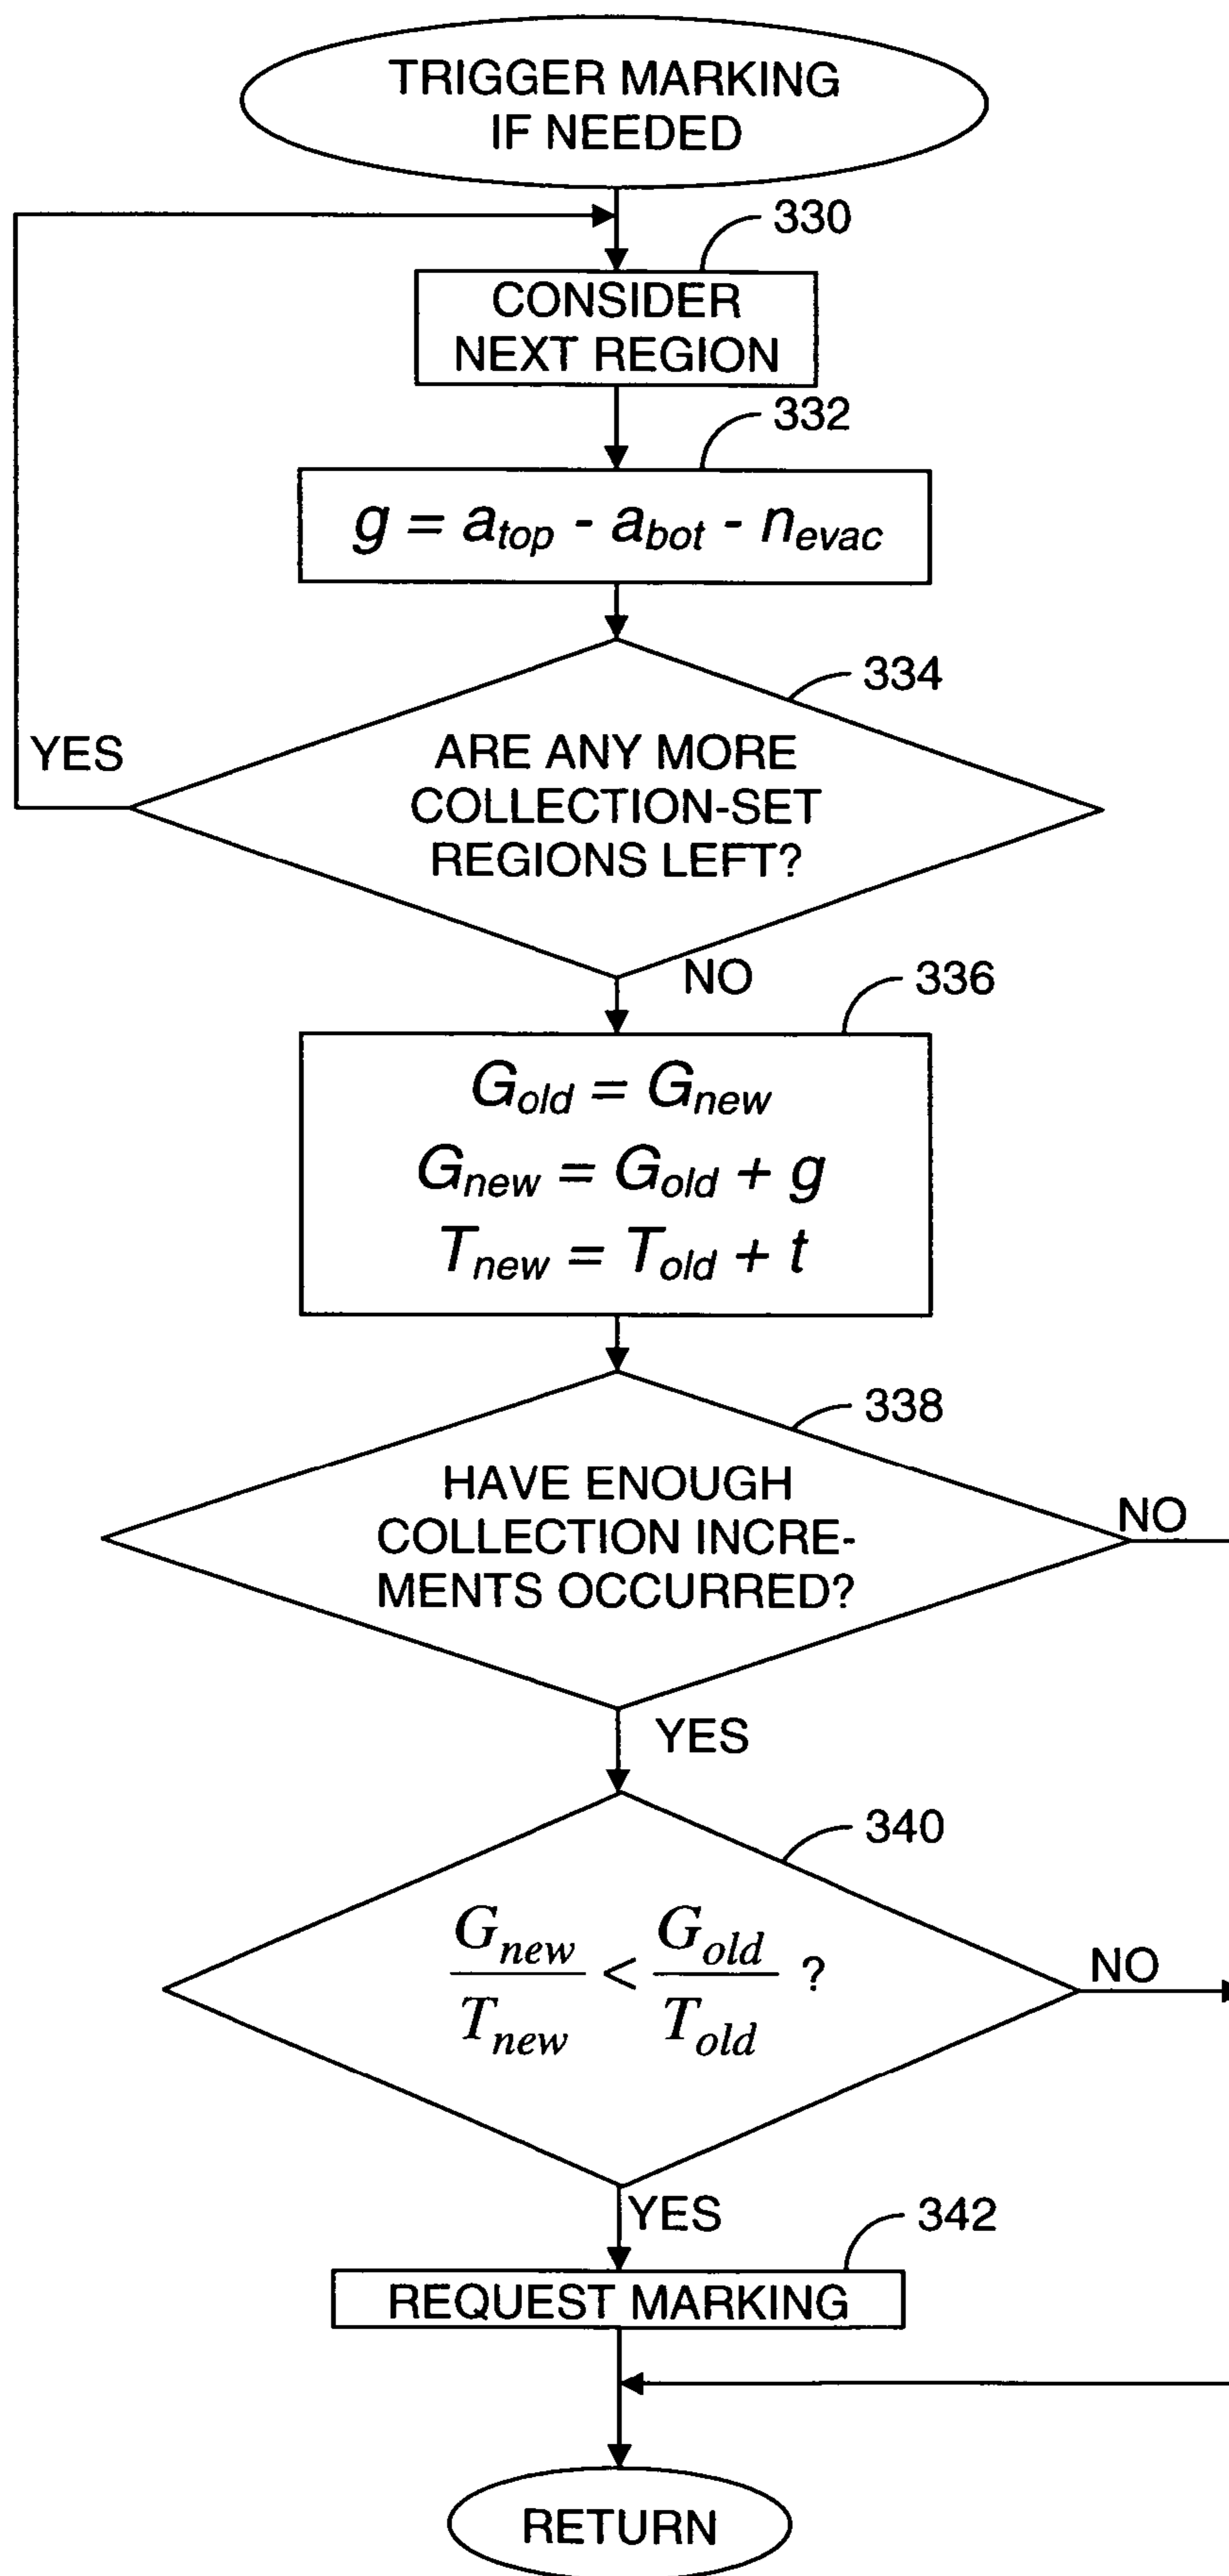 TRIGGER MARKING
IF NEEDED
330
CONSIDER
NEXT REGION
332
g = a_top - a_bot - n_evac
334
YES
ARE ANY MORE
COLLECTION-SET
REGIONS LEFT?
NO
336
G_old = G_new
G_new = G_old + g
T_new = T_old + t
338
HAVE ENOUGH
COLLECTION INCRE-
MENTS OCCURRED?
NO
YES
340
G_new / T_new < G_old / T_old ?
NO
YES
342
REQUEST MARKING
RETURN